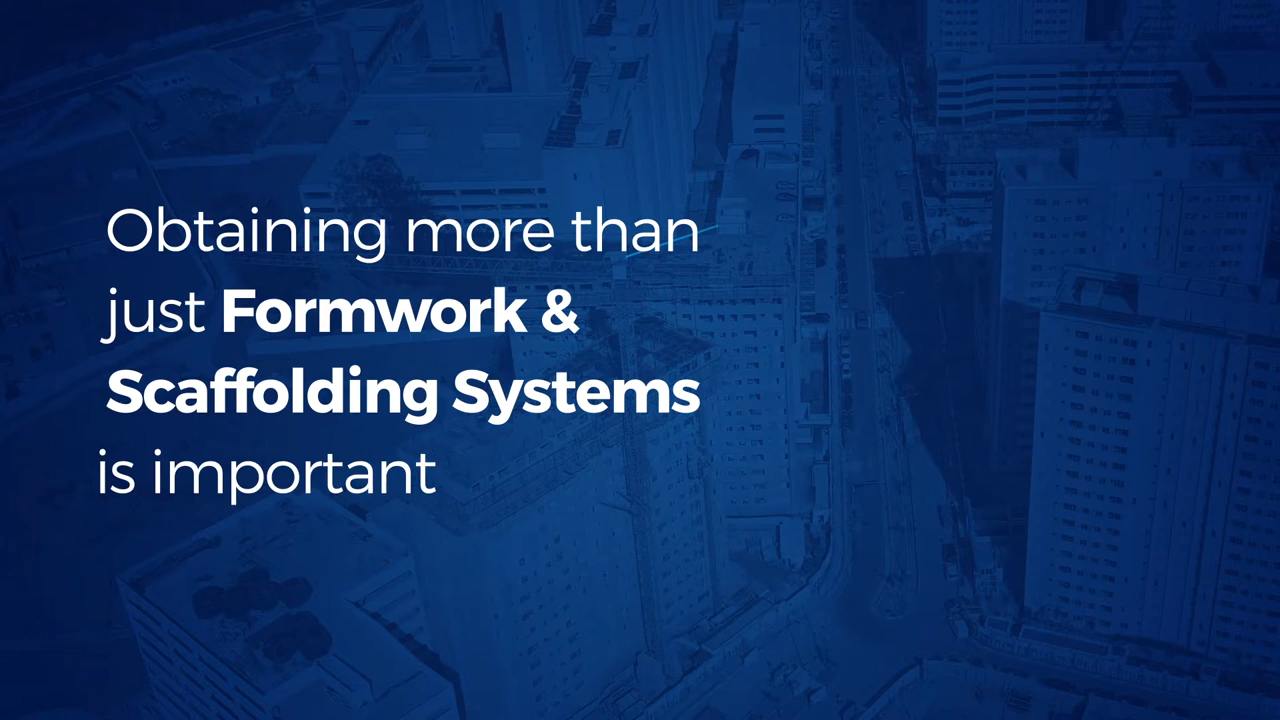 Obtaining more than
just Formwork &
Scaffolding Systems
is important